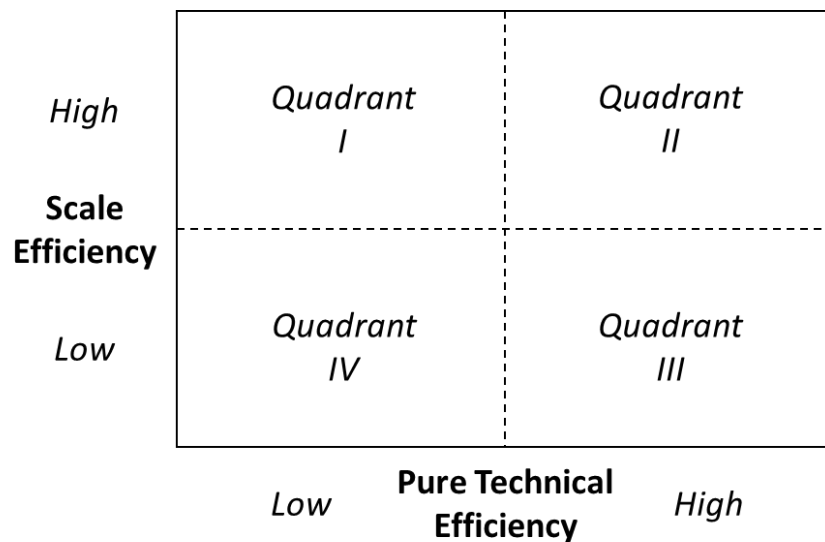 High
Quadrant
I
Quadrant
II
Scale
Efficiency
Low
Quadrant
IV
Quadrant
III
Low
Pure Technical
Efficiency
High